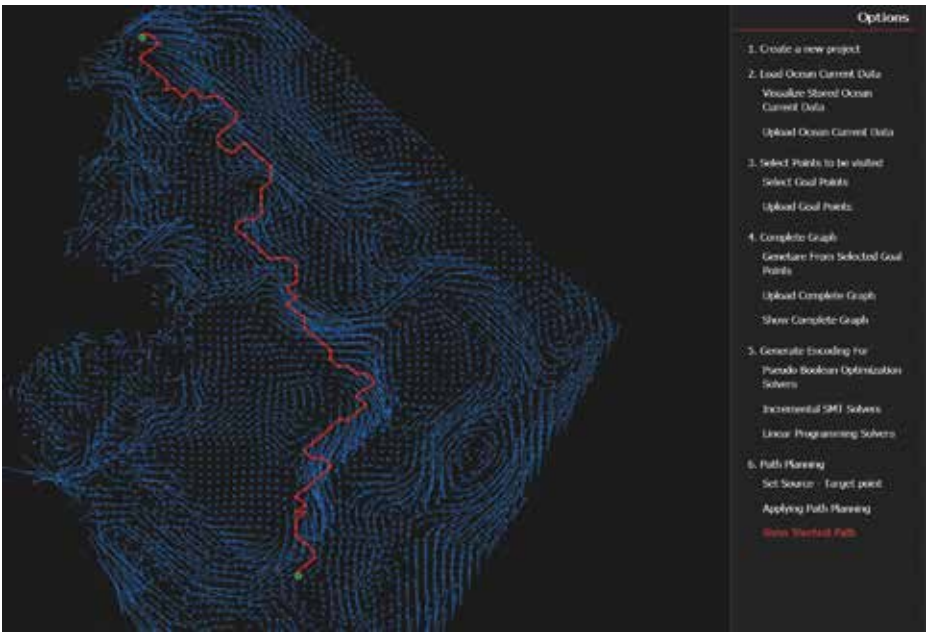 Options
1. Create a new project
2. Load Ocean Current Data
Visualize Stored Ocean
Current Data
Upload Ocean Current Data
3. Select Points to be visited
Select Goal Points
Upload Goal Points
4. Complete Graph
Genetare From Selected Goal
Points
Upload Complete Graph
Show Complete Graph
5. Generate Encoding For
Pseudo Boolean Optimization
Solvers
Incremental SMT Solvers
Linear Programming Solvers
6. Path Planning
Set Source - Target point
Applying Path Planning
Show Shortest Path